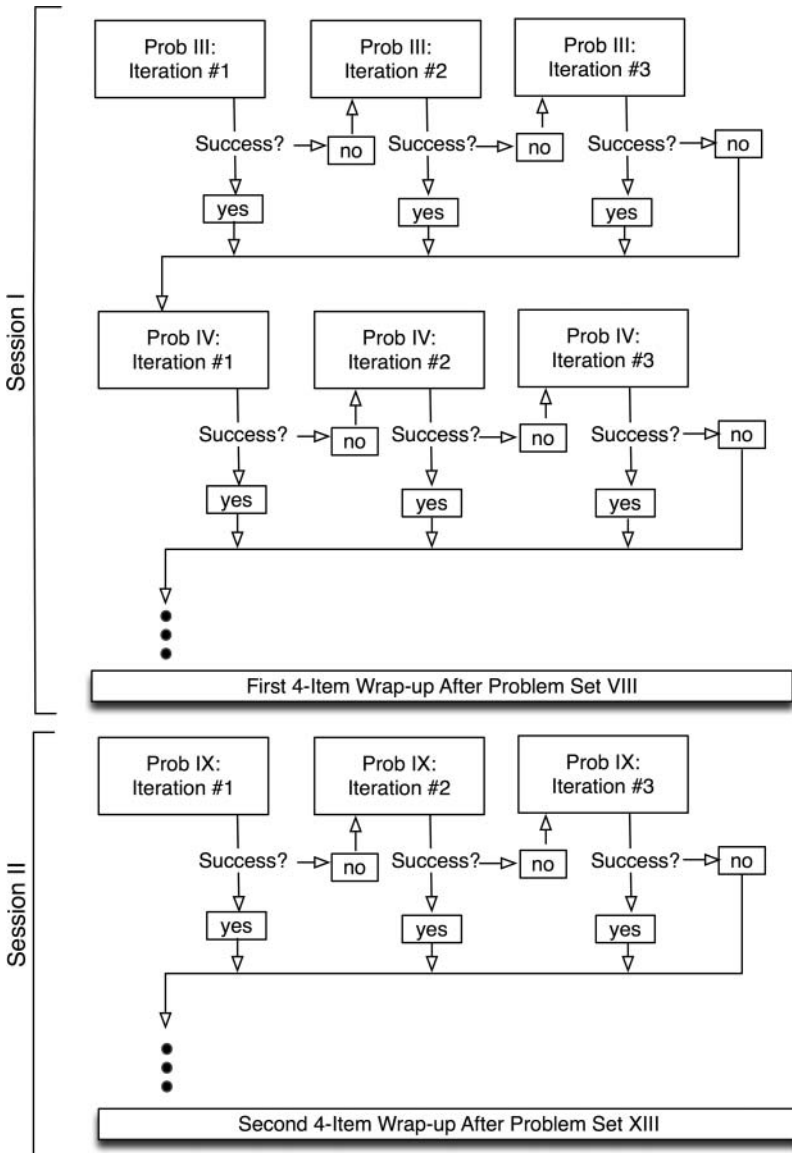 Session I
Prob III:
Iteration #1
Prob III:
Iteration #2
Prob III:
Iteration #3
Success?
no
Success?
no
Success?
no
yes
yes
yes
Prob IV:
Iteration #1
Prob IV:
Iteration #2
Prob IV:
Iteration #3
Success?
no
Success?
no
Success?
no
yes
yes
yes
First 4-Item Wrap-up After Problem Set VIII
Session II
Prob IX:
Iteration #1
Prob IX:
Iteration #2
Prob IX:
Iteration #3
Success?
no
Success?
no
Success?
no
yes
yes
yes
Second 4-Item Wrap-up After Problem Set XIII